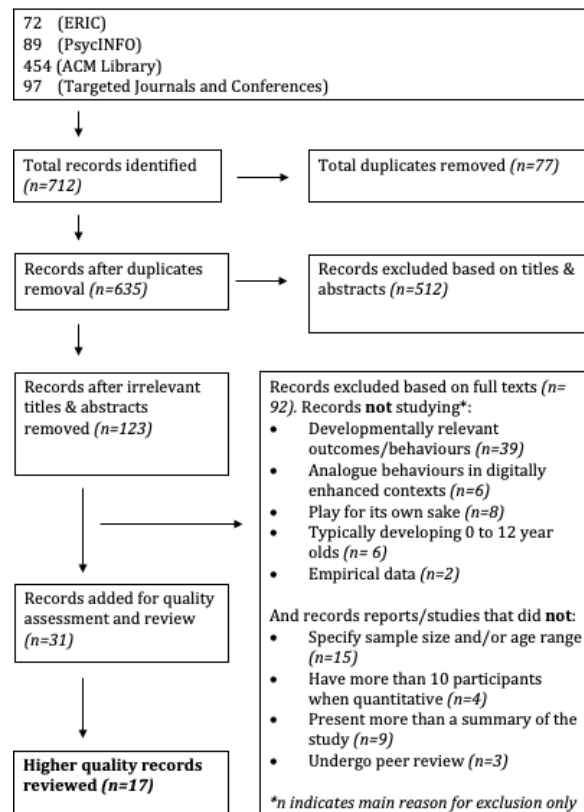 72 (ERIC)
89 (PsycINFO)
454 (ACM Library)
97 (Targeted Journals and Conferences)
Total records identified
(n=712)
Total duplicates removed (n=77)
Records after duplicates
removal (n=635)
Records excluded based on titles &
abstracts (n=512)
Records after irrelevant
titles & abstracts
removed (n=123)
Records excluded based on full texts (n=
92). Records not studying*:
• Developmentally relevant
outcomes/behaviours (n=39)
• Analogue behaviours in digitally
enhanced contexts (n=6)
• Play for its own sake (n=8)
• Typically developing 0 to 12 year
olds (n= 6)
• Empirical data (n=2)
And records reports/studies that did not:
• Specify sample size and/or age range
(n=15)
• Have more than 10 participants
when quantitative (n=4)
• Present more than a summary of the
study (n=9)
• Undergo peer review (n=3)
*n indicates main reason for exclusion only
Records added for quality
assessment and review
(n=31)
Higher quality records
reviewed (n=17)